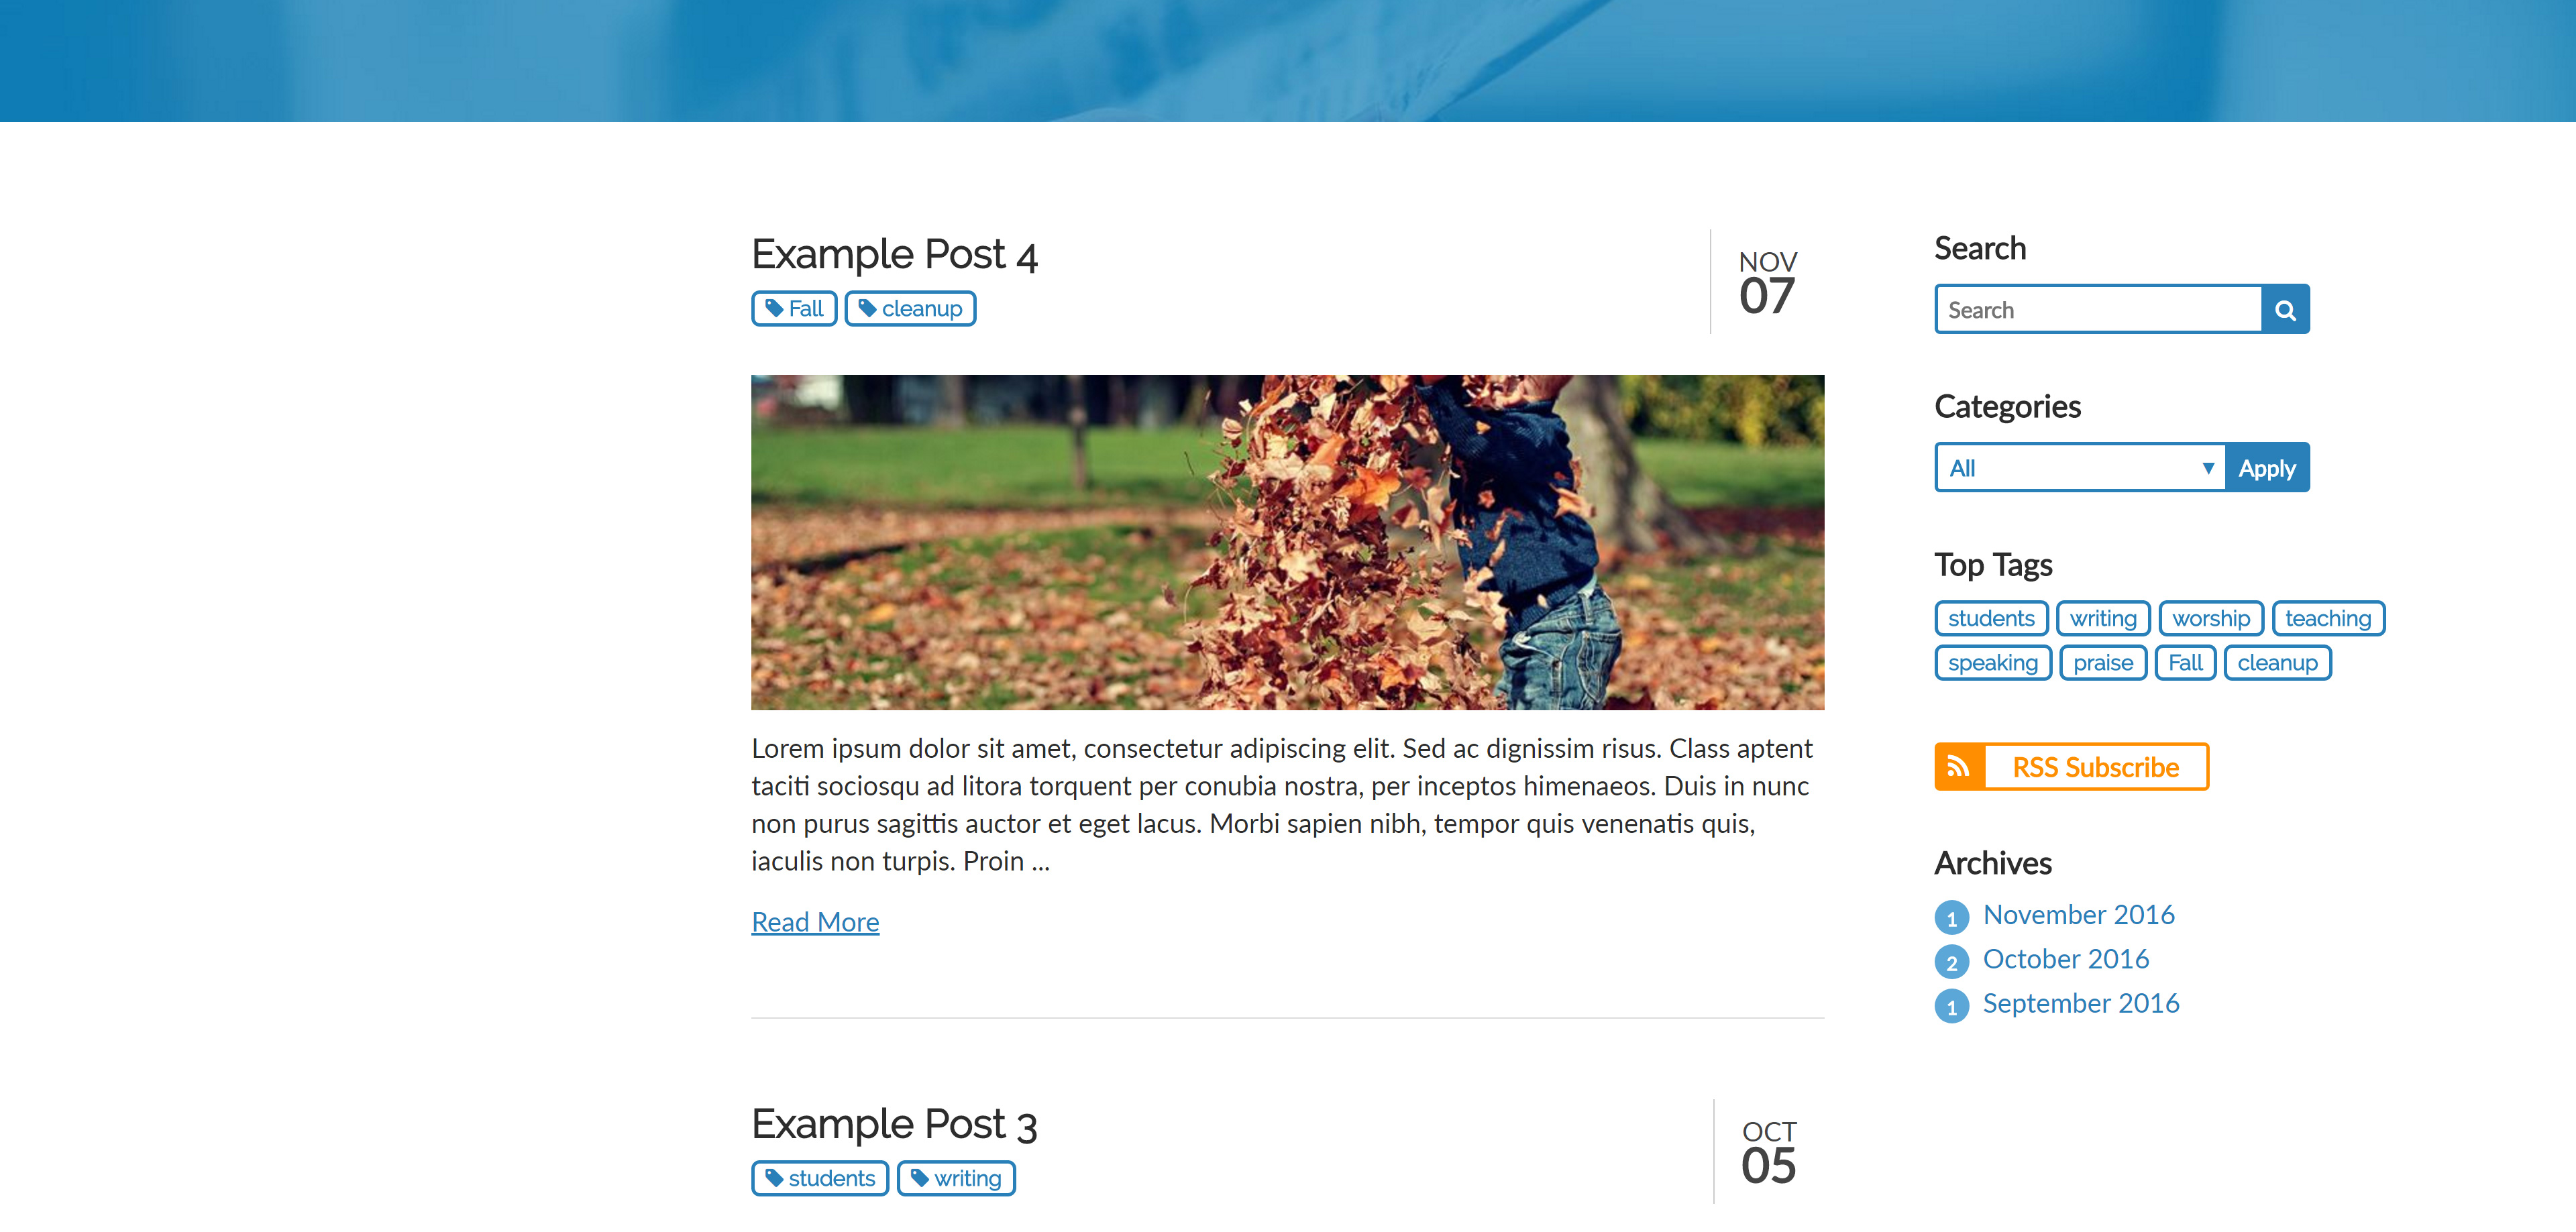 Example Post 4
Fall cleanup
NOV
07
Lorem ipsum dolor sit amet, consectetur adipiscing elit. Sed ac dignissim risus. Class aptent
taciti sociosqu ad litora torquent per conubia nostra, per inceptos himenaeos. Duis in nunc
non purus sagittis auctor et eget lacus. Morbi sapien nibh, tempor quis venenatis quis,
iaculis non turpis. Proin ...
Read More
Example Post 3
students writing
OCT
05
Search
Search
Categories
All Apply
Top Tags
students writing worship teaching
speaking praise Fall cleanup
RSS Subscribe
Archives
1 November 2016
2 October 2016
1 September 2016